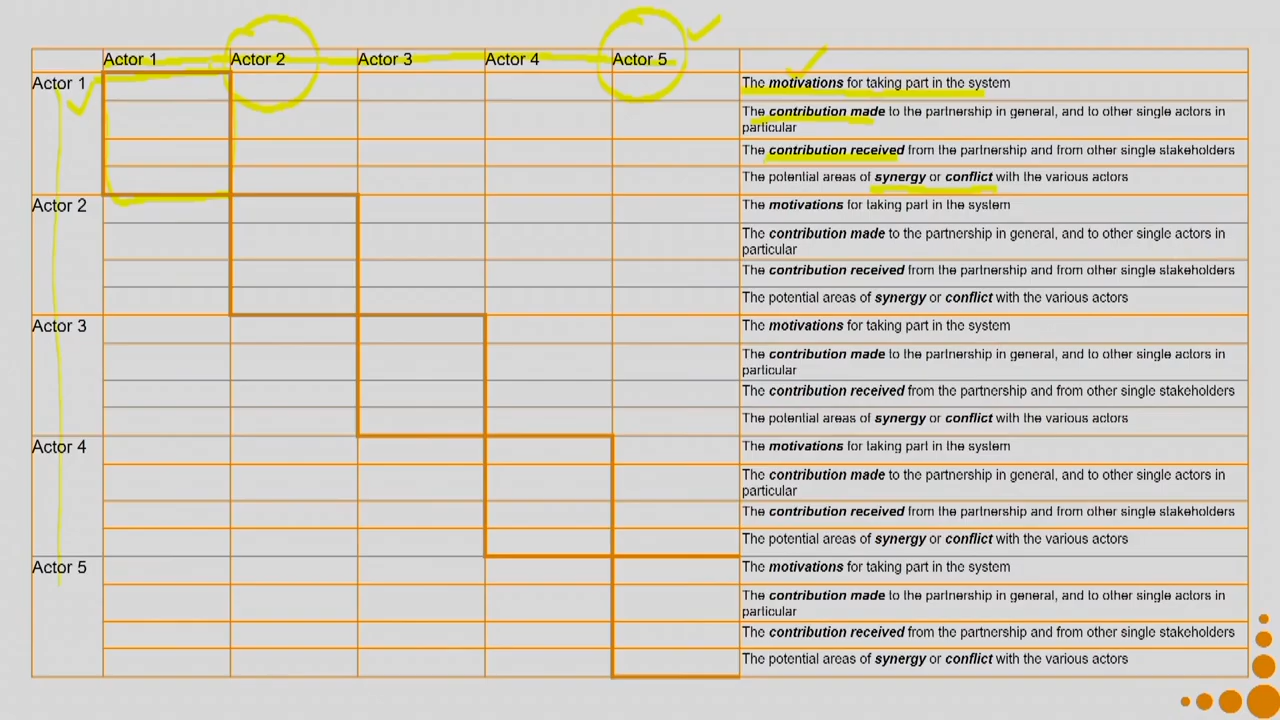 Actor 1 Actor 2 Actor 3 Actor 4 Actor 5
Actor 1 The motivations for taking part in the system
The contribution made to the partnership in general, and to other single actors in
particular
The contribution received from the partnership and from other single stakeholders
The potential areas of synergy or conflict with the various actors
Actor 2 The motivations for taking part in the system
The contribution made to the partnership in general, and to other single actors in
particular
The contribution received from the partnership and from other single stakeholders
The potential areas of synergy or conflict with the various actors
Actor 3 The motivations for taking part in the system
The contribution made to the partnership in general, and to other single actors in
particular
The contribution received from the partnership and from other single stakeholders
The potential areas of synergy or conflict with the various actors
Actor 4 The motivations for taking part in the system
The contribution made to the partnership in general, and to other single actors in
particular
The contribution received from the partnership and from other single stakeholders
The potential areas of synergy or conflict with the various actors
Actor 5 The motivations for taking part in the system
The contribution made to the partnership in general, and to other single actors in
particular
The contribution received from the partnership and from other single stakeholders
The potential areas of synergy or conflict with the various actors